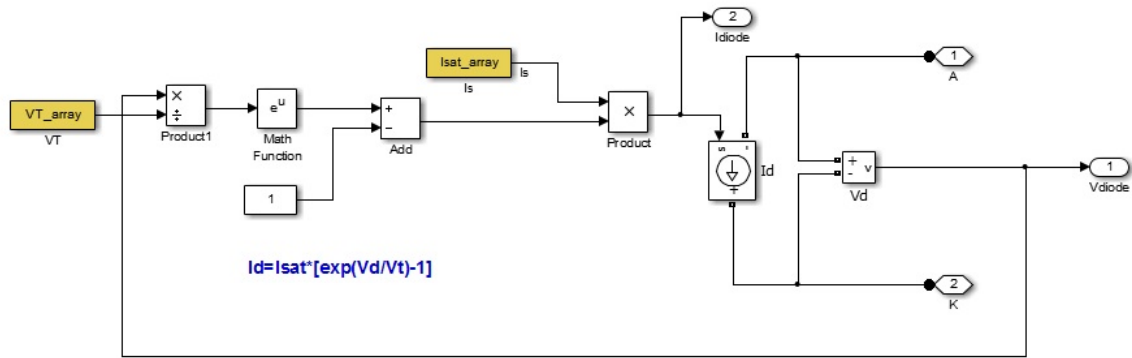 2
Idiode
Isat_array
Is
Is
1
A
VT_array
VT
×
÷
Product1
e^u
Math
Function
+
−
Add
×
Product
s
-
+
Id
+
-
v
Vd
1
Vdiode
1
Id=Isat*[exp(Vd/Vt)-1]
2
K